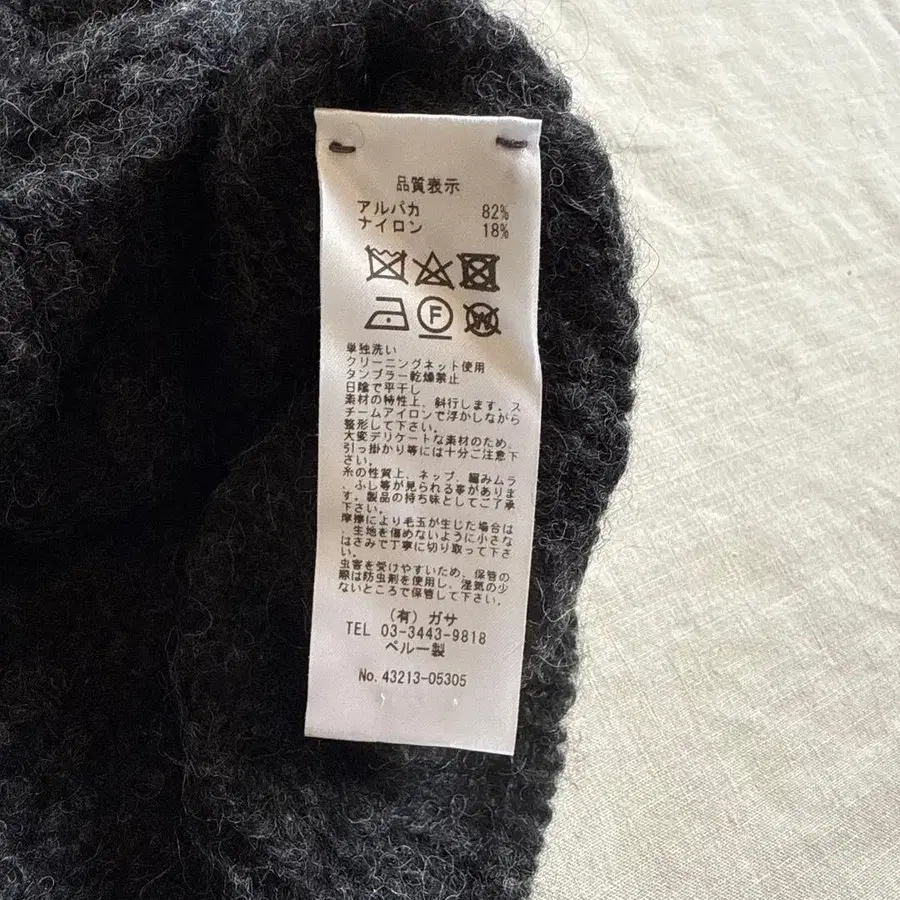 品質表示
アルパカ 82%
ナイロン 18%
F
W
単独洗い
クリーニングネット使用
タンブラー乾燥禁止
日陰で平干し
素材の特性上、斜行します。ス
チームアイロンで浮かしながら
整形して下さい。
大変デリケートな素材のため、
引っ掛かり等には十分ご注意下
さい。
糸の性質上、ネップ、編みムラ
、ふし等が見られる事がありま
す。製品の持ち味としてご了承
下さい。
摩擦により毛玉が生じた場合は
、生地を傷めないように小さな
はさみで丁寧に切り取って下さ
い。
虫害を受けやすいため、保管の
際は防虫剤を使用し、湿気の少
ないところで保管して下さい。
(有) ガサ
TEL 03-3443-9818
ペルー製
No. 43213-05305